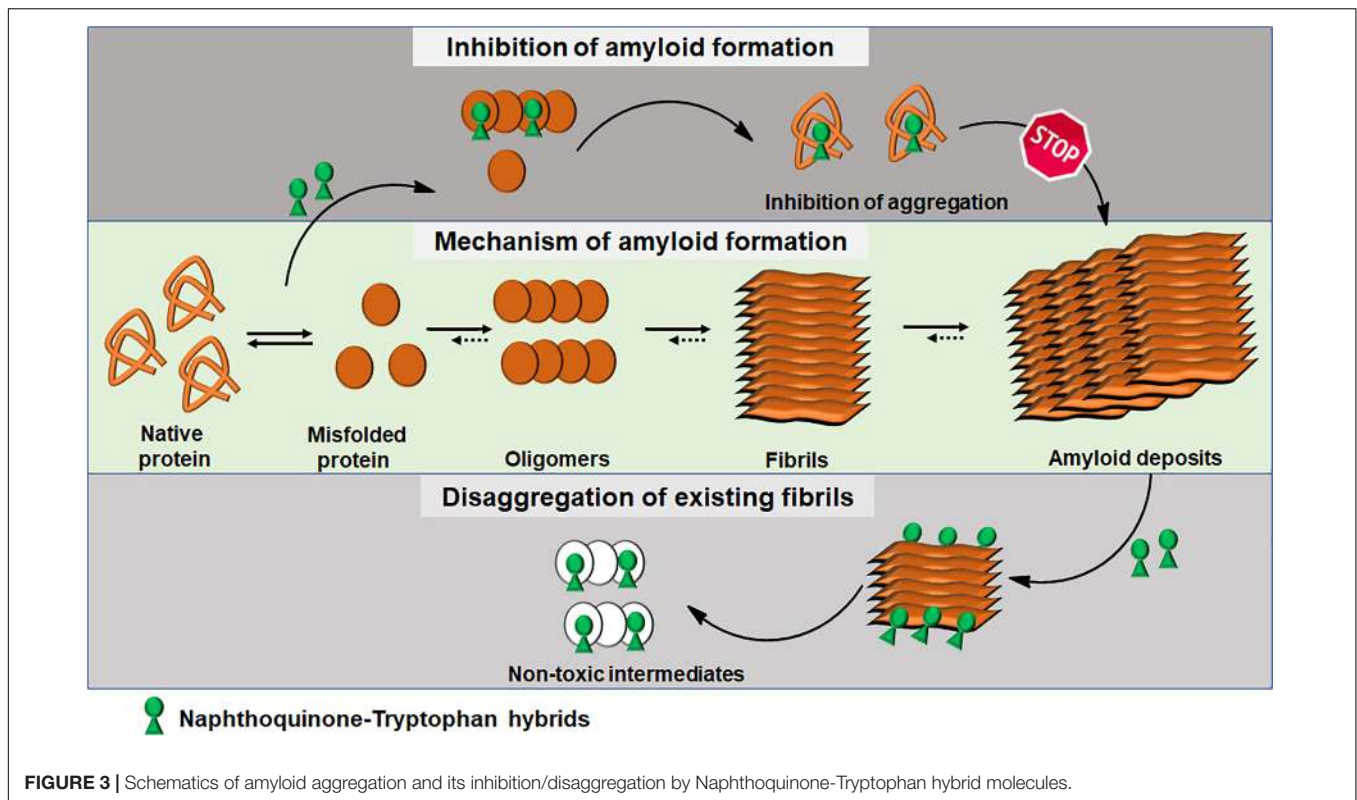 Inhibition of amyloid formation
STOP
Inhibition of aggregation
Mechanism of amyloid formation
Native
protein
Misfolded
protein
Oligomers
Fibrils
Amyloid deposits
Disaggregation of existing fibrils
Non-toxic intermediates
Naphthoquinone-Tryptophan hybrids
FIGURE 3 | Schematics of amyloid aggregation and its inhibition/disaggregation by Naphthoquinone-Tryptophan hybrid molecules.